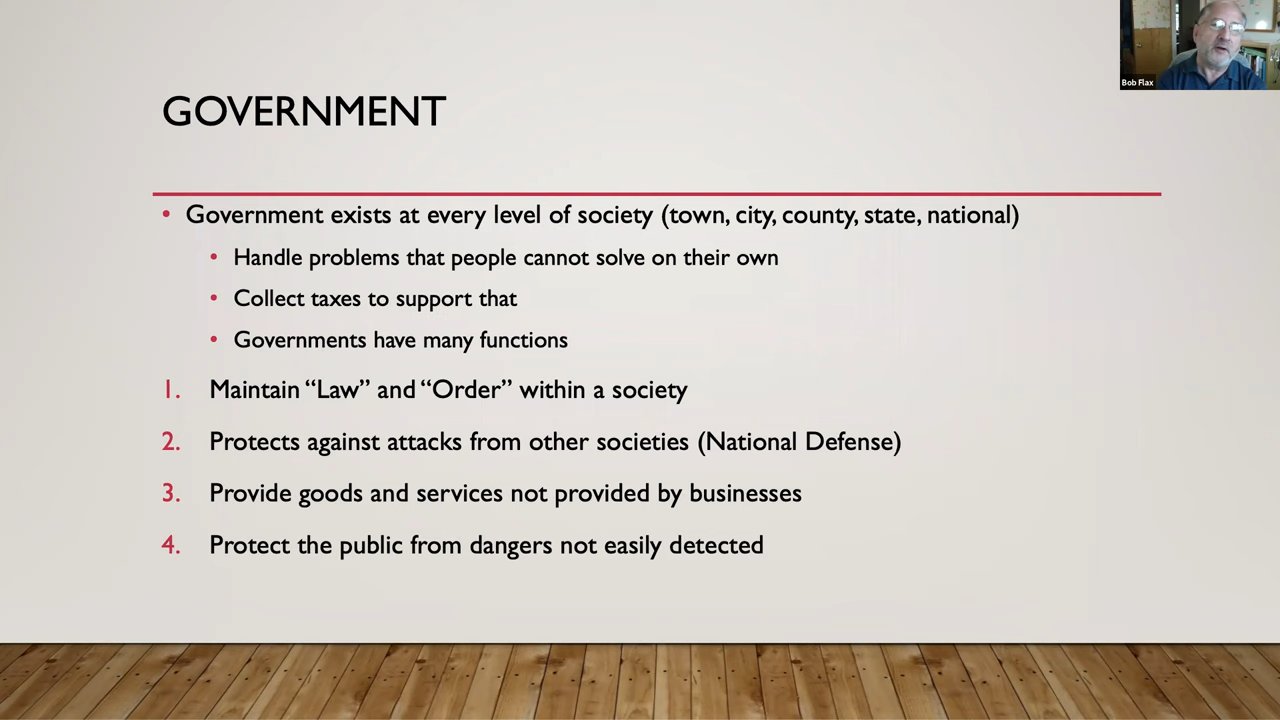 Bob Flax
GOVERNMENT
• Government exists at every level of society (town, city, county, state, national)
• Handle problems that people cannot solve on their own
• Collect taxes to support that
• Governments have many functions
1. Maintain “Law” and “Order” within a society
2. Protects against attacks from other societies (National Defense)
3. Provide goods and services not provided by businesses
4. Protect the public from dangers not easily detected